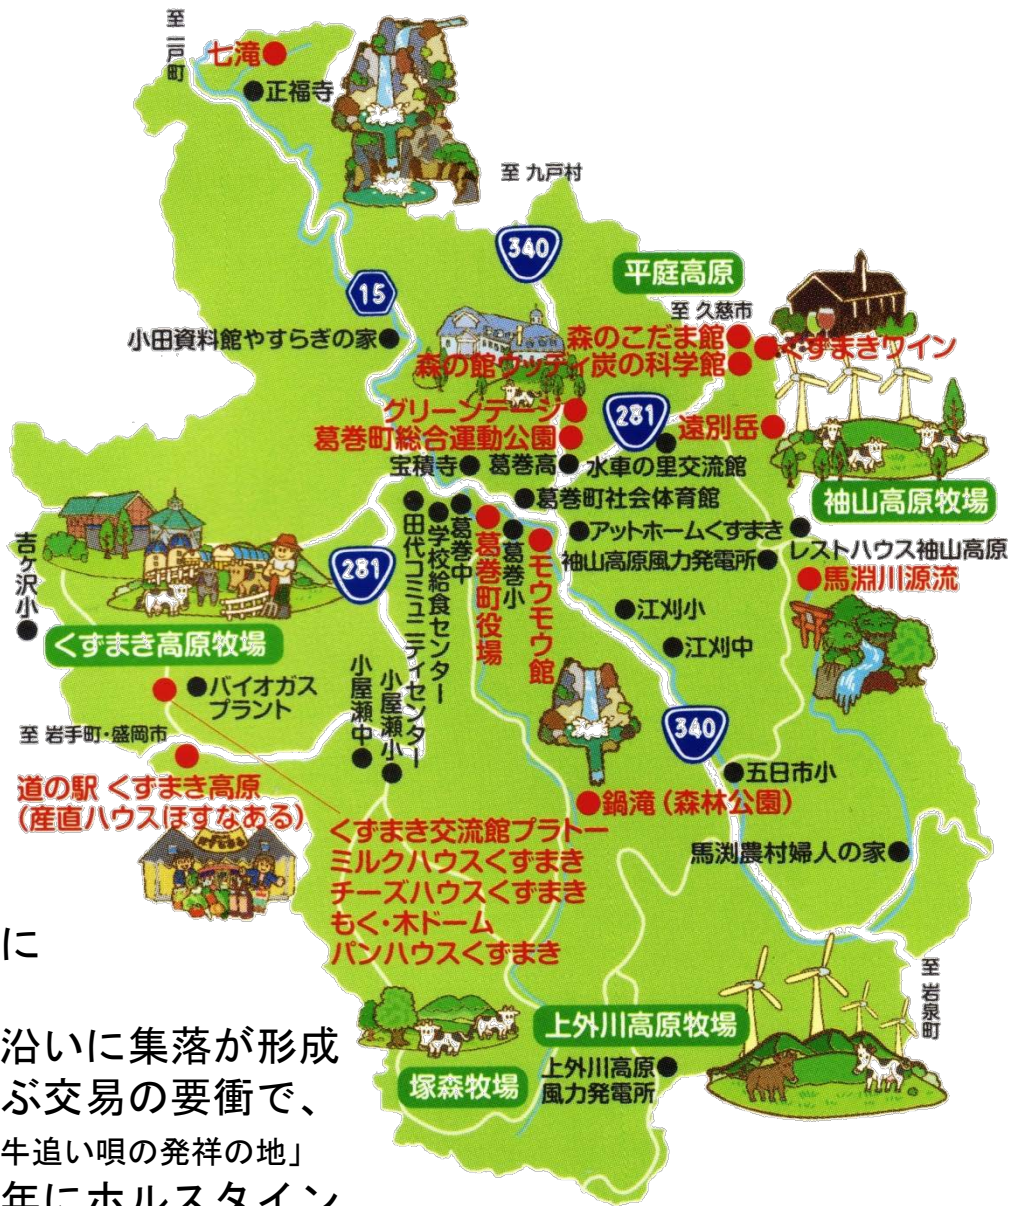 至 二戸町
七滝
正福寺
至 九戸村
340
平庭高原
15
至 久慈市
小田資料館やすらぎの家
森のこだま館
くずまきワイン
森の館ウッディ
炭の科学館
グリーンテージ
281
遠別岳
葛巻町総合運動公園
宝積寺
葛巻高
水車の里交流館
葛巻町社会体育館
袖山高原牧場
田代コミュニティセンター
学校給食センター
葛巻中
葛巻町役場
葛巻小
モウモウ館
アットホームくずまき
レストハウス袖山高原
袖山高原風力発電所
馬淵川源流
吉ヶ沢小
281
江刈小
くずまき高原牧場
江刈中
バイオガス
プラント
小屋瀬中
小屋瀬小
340
至 岩手町・盛岡市
五日市小
道の駅 くずまき高原
(産直ハウスほすなある)
鍋滝(森林公園)
くずまき交流館プラトー
ミルクハウスくずまき
チーズハウスくずまき
もく・木ドーム
パンハウスくずまき
馬渕農村婦人の家
至 岩泉町
に
上外川高原牧場
沿いに集落が形成
上外川高原
風力発電所
塚森牧場
ぶ交易の要衝で、
牛追い唄の発祥の地」
年にホルスタイン